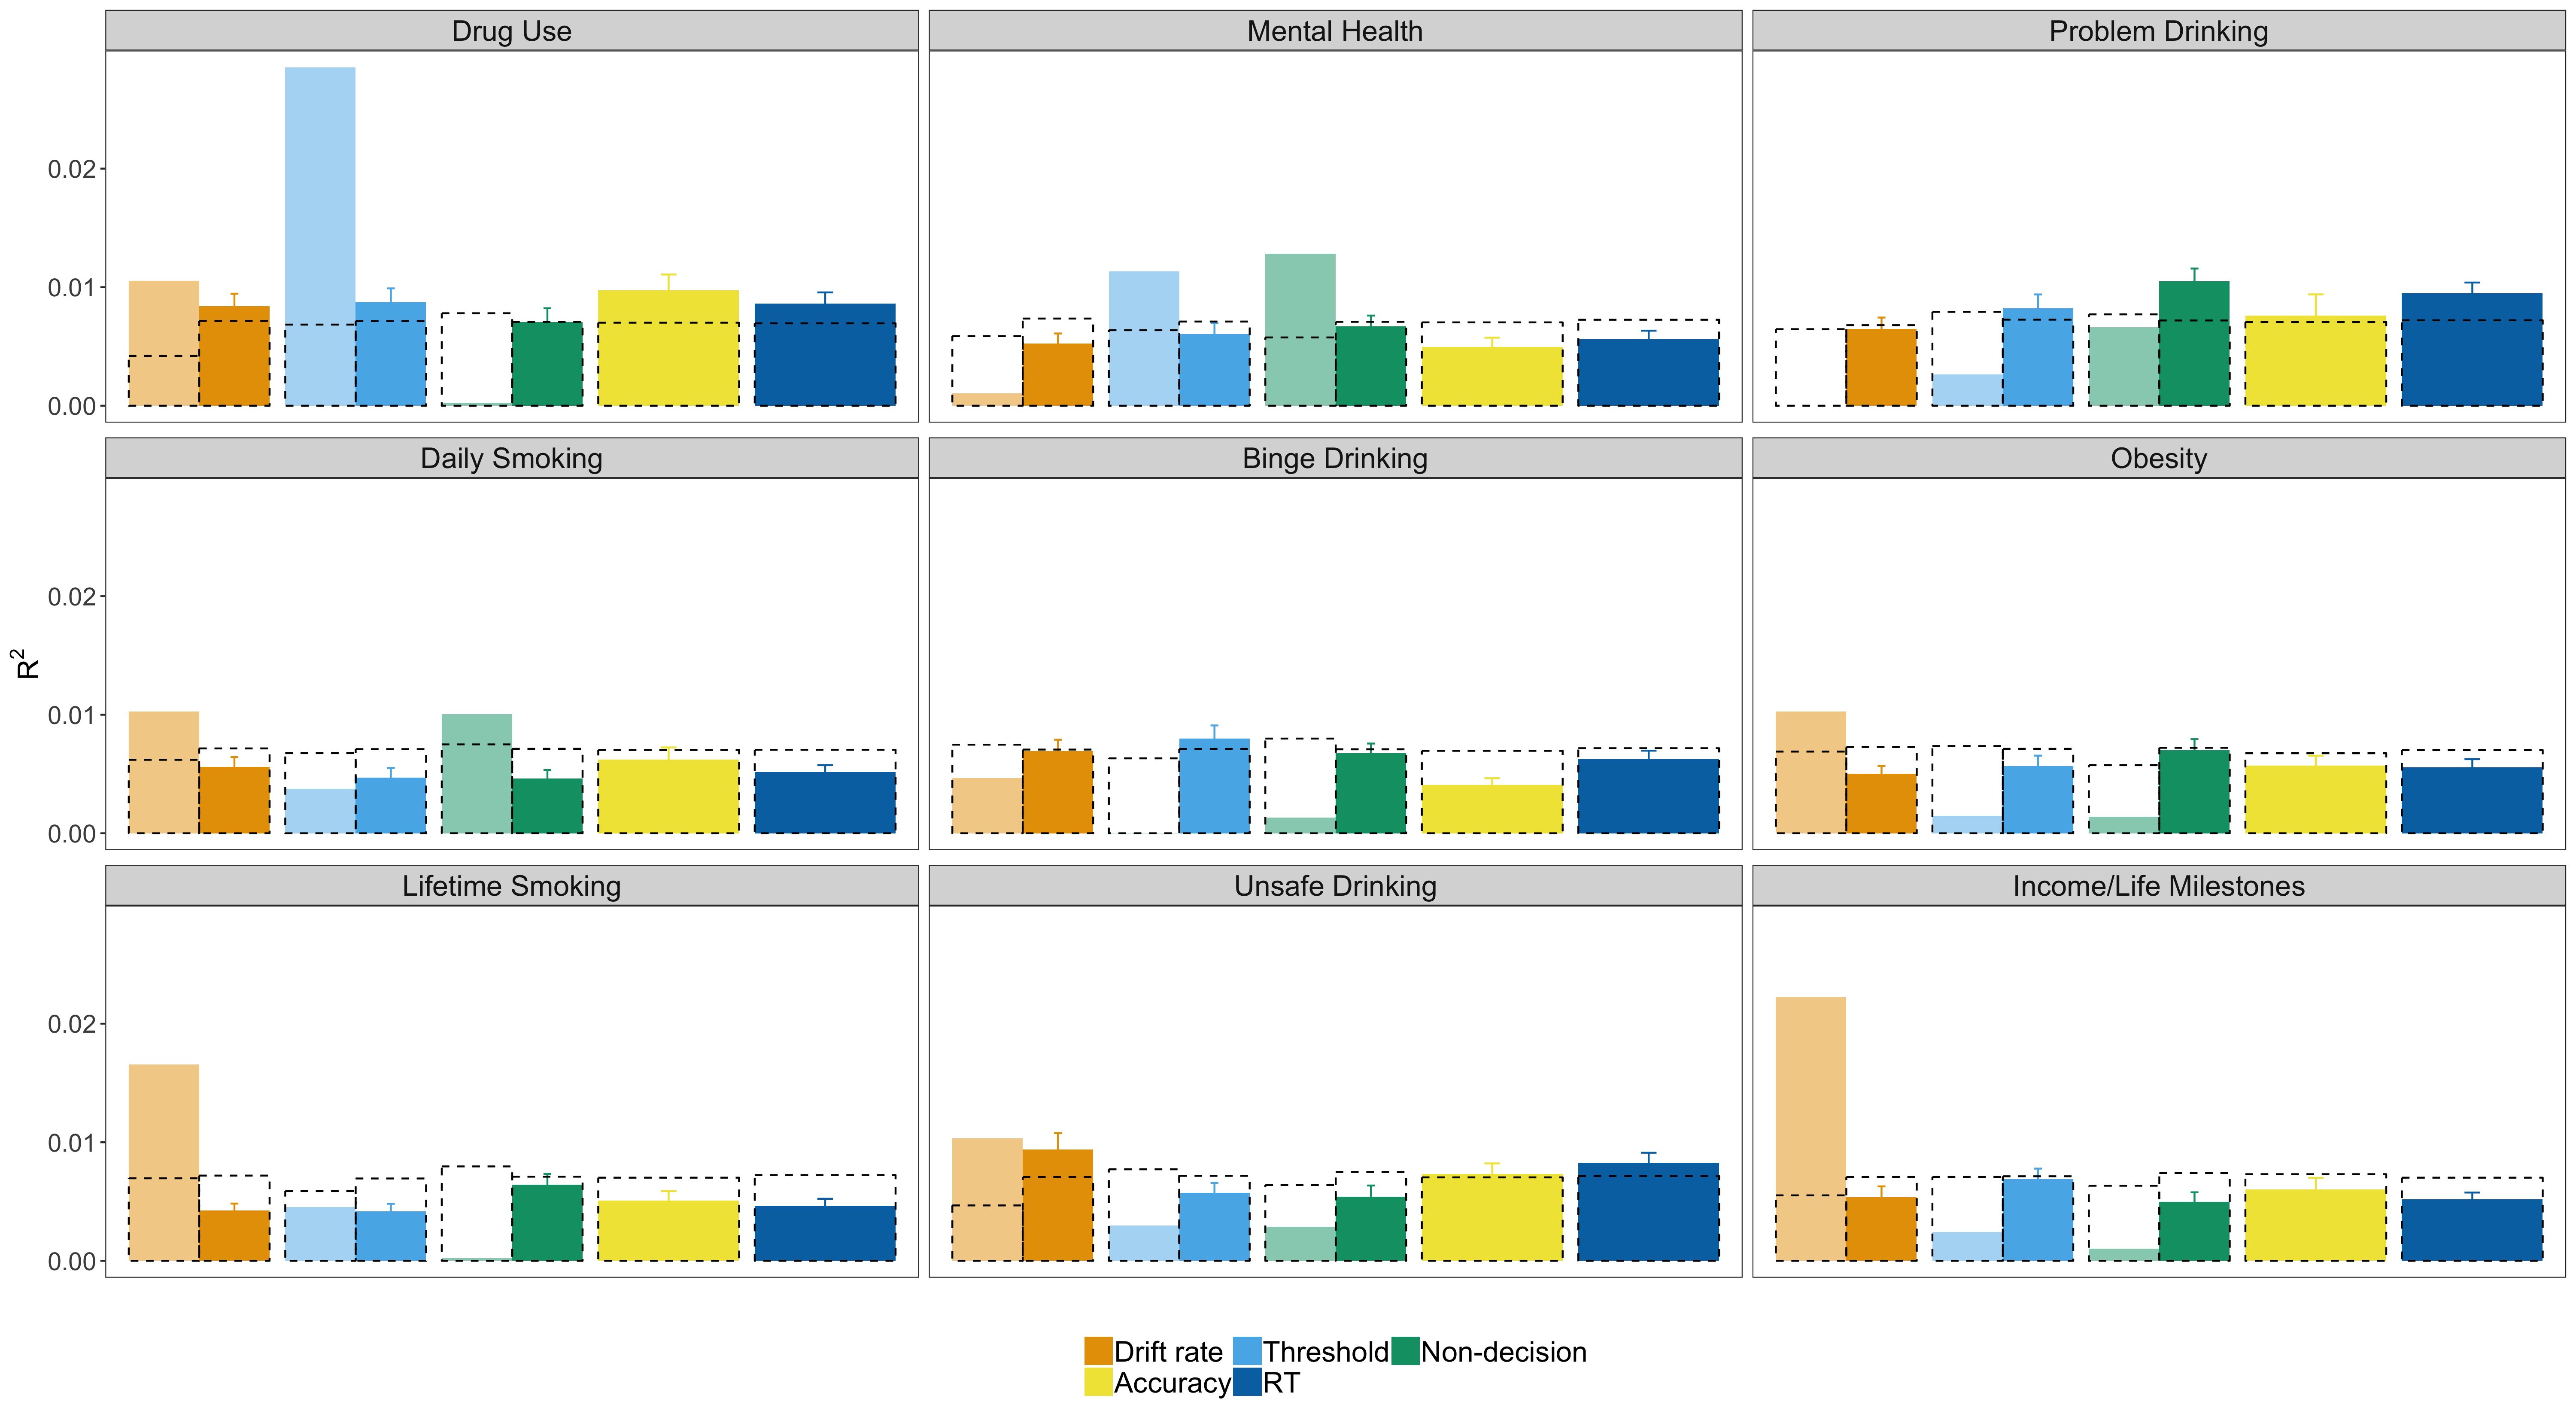 Drug Use
Mental Health
Problem Drinking
0.02
0.01
0.00
Daily Smoking
Binge Drinking
Obesity
0.02
0.01
0.00
R²
Lifetime Smoking
Unsafe Drinking
Income/Life Milestones
0.02
0.01
0.00
Drift rate Threshold Non-decision
Accuracy RT